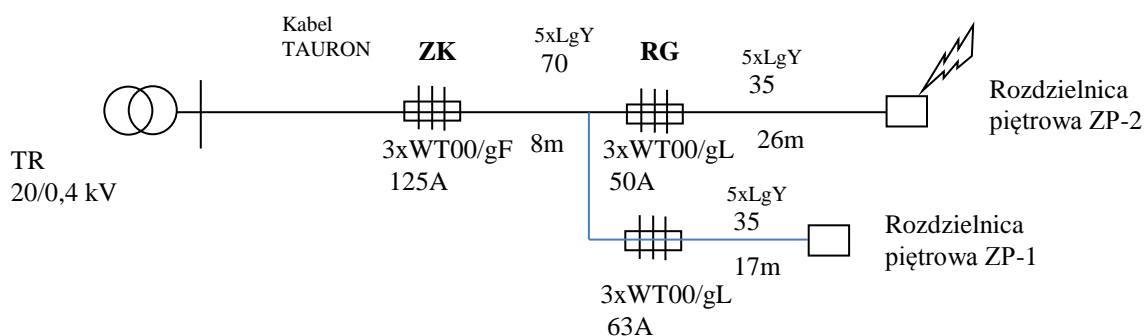 Kabel
TAURON
ZK
5xLgY
70
RG
5xLgY
35
Rozdzielnica
piętrowa ZP-2
TR
20/0,4 kV
3xWT00/gF
125A
8m
3xWT00/gL
50A
26m
5xLgY
35
17m
Rozdzielnica
piętrowa ZP-1
3xWT00/gL
63A